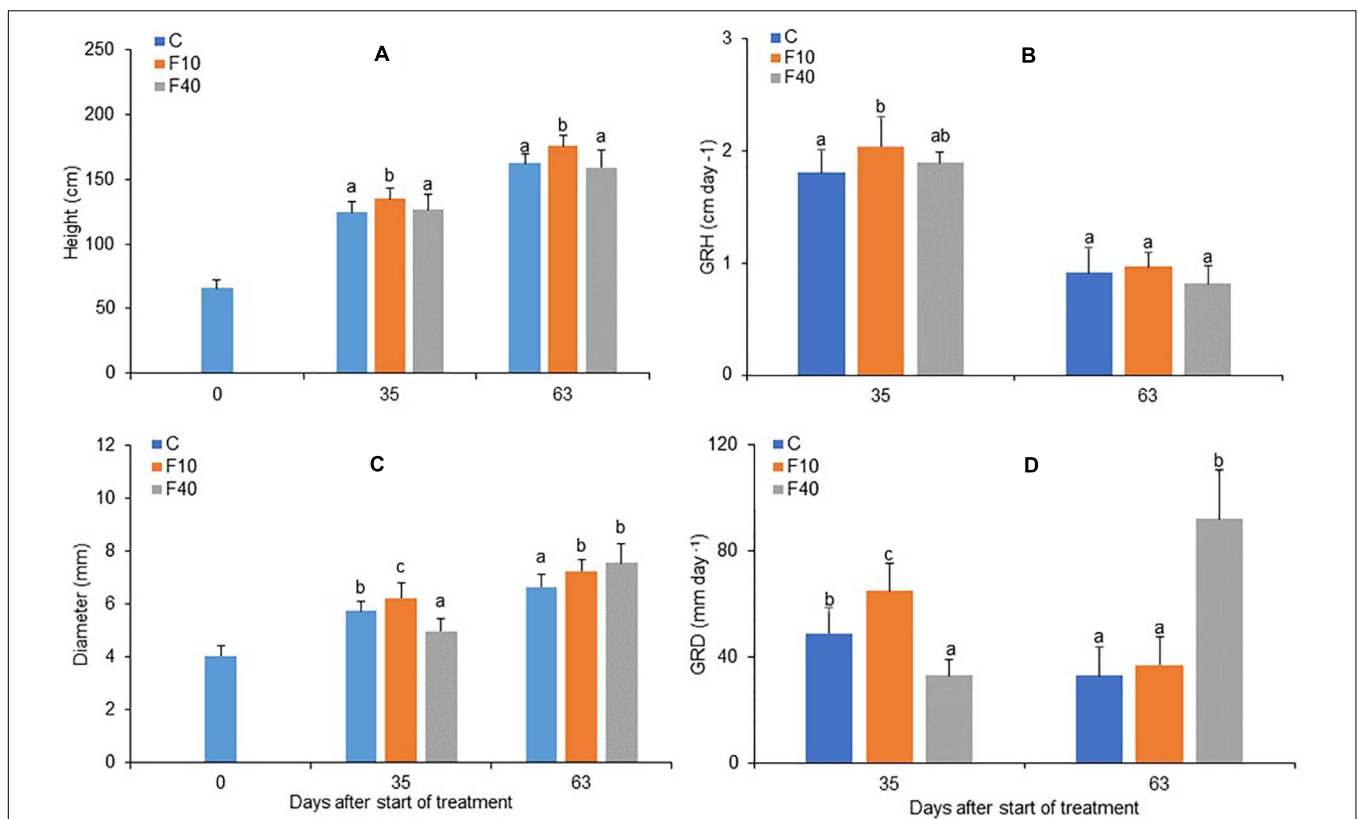 A
C
F10
F40
Height (cm)
250
200
150
100
50
0
a
b
a
a
b
a
0
35
63
B
C
F10
F40
GRH (cm day -1)
3
2
1
0
a
b
ab
a
a
a
35
63
C
C
F10
F40
Diameter (mm)
12
10
8
6
4
2
0
b
c
a
a
b
b
0
35
63
Days after start of treatment
D
C
F10
F40
GRD (mm day -1)
120
80
40
0
b
c
a
a
a
b
35
63
Days after start of treatment